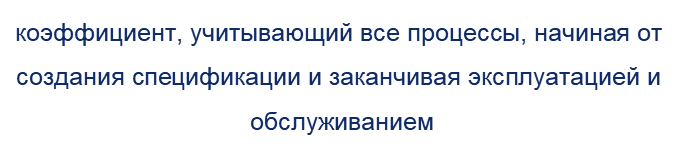 коэффициент, учитывающий все процессы, начиная от
создания спецификации и заканчивая эксплуатацией и
обслуживанием